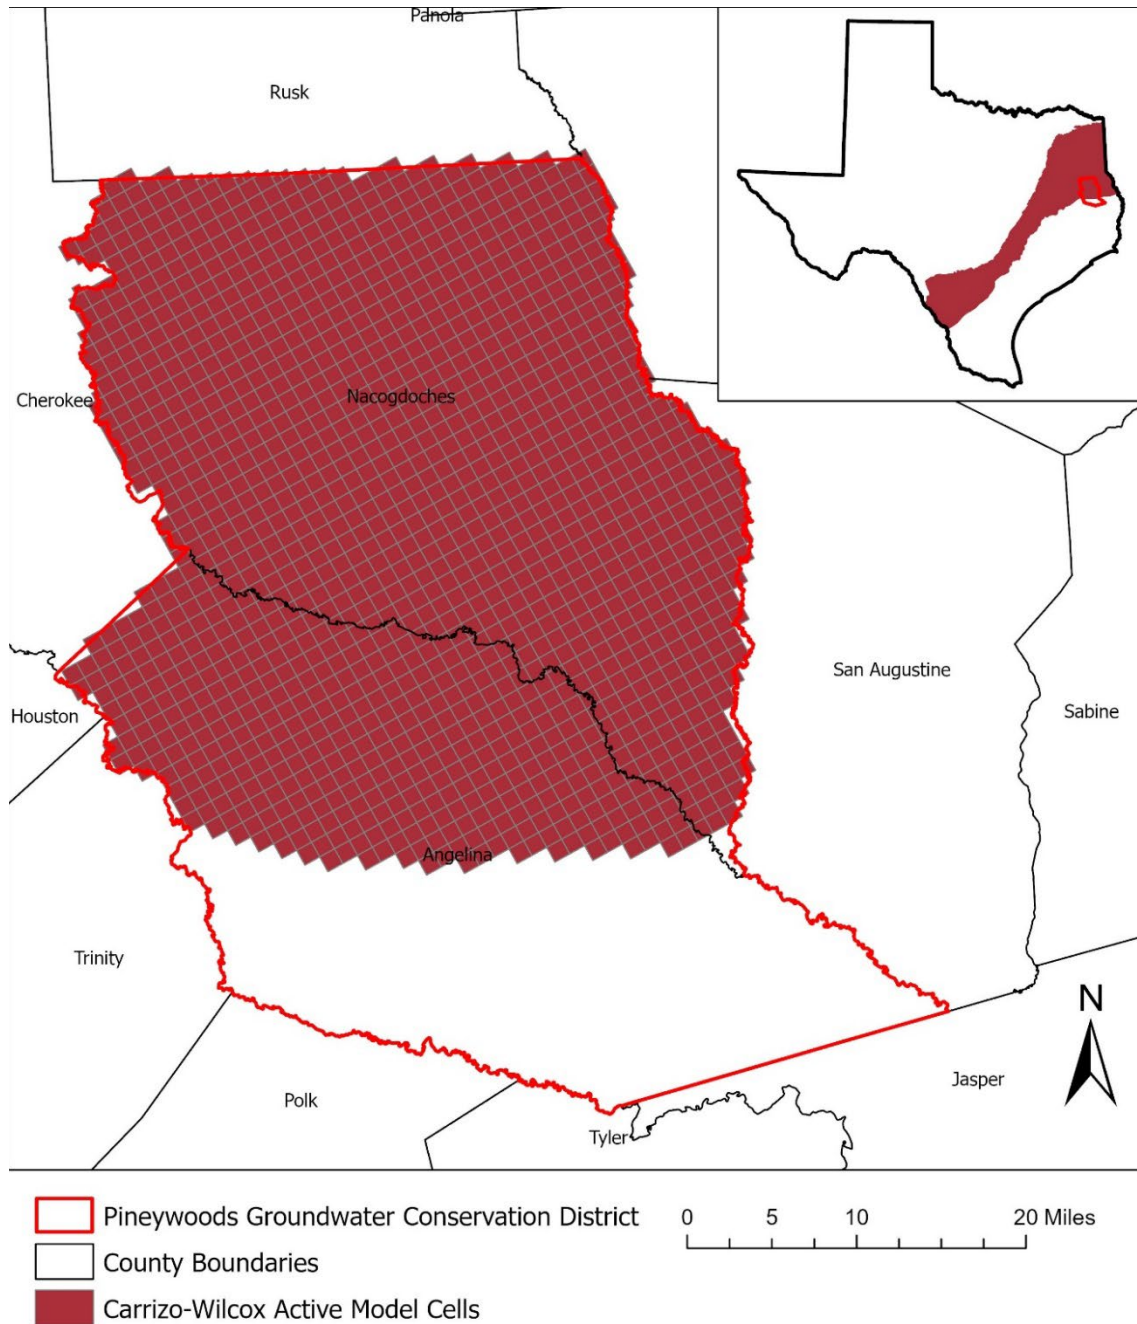 Panola
Rusk
Cherokee
Nacogdoches
San Augustine
Sabine
Houston
Angelina
Trinity
N
Jasper
Polk
Tyler
Pineywoods Groundwater Conservation District
County Boundaries
Carrizo-Wilcox Active Model Cells
0 5 10 20 Miles